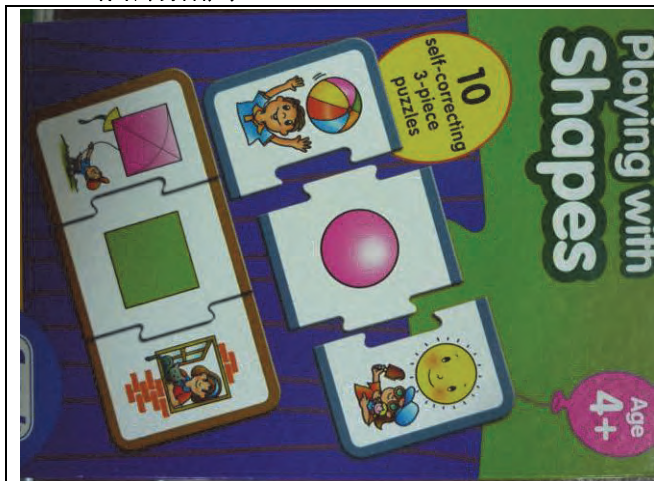 Playing with
Shapes
10
self-correcting
3-piece
puzzles
Age
4+